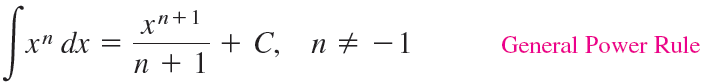 ∫xⁿ dx = xⁿ⁺¹/(n + 1) + C, n ≠ −1 General Power Rule